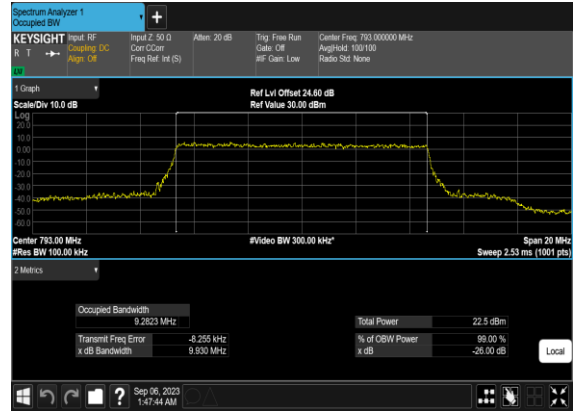 Spectrum Analyzer 1
Occupied BW
+
KEYSIGHT Input: RF Input Z: 50 Ω Atten: 20 dB Trig: Free Run Center Freq: 793.000000 MHz
R T Coupling: DC Corr CCorr Gate: Off Avg|Hold: 100/100
Align: Off Freq Ref: Int (S) #IF Gain: Low Radio Std: None
LM
1 Graph Ref Lvl Offset 24.60 dB
Scale/Div 10.0 dB Ref Value 30.00 dBm
Log
20.0
10.0
0.00
-10.0
-20.0
-30.0
-40.0
-50.0
-60.0
Center 793.00 MHz #Video BW 300.00 kHz* Span 20 MHz
#Res BW 100.00 kHz Sweep 2.53 ms (1001 pts)
2 Metrics
Occupied Bandwidth
9.2823 MHz Total Power 22.5 dBm
Transmit Freq Error -8.255 kHz % of OBW Power 99.00 %
x dB Bandwidth 9.930 MHz x dB -26.00 dB
Local
? Sep 06, 2023
1:47:44 AM